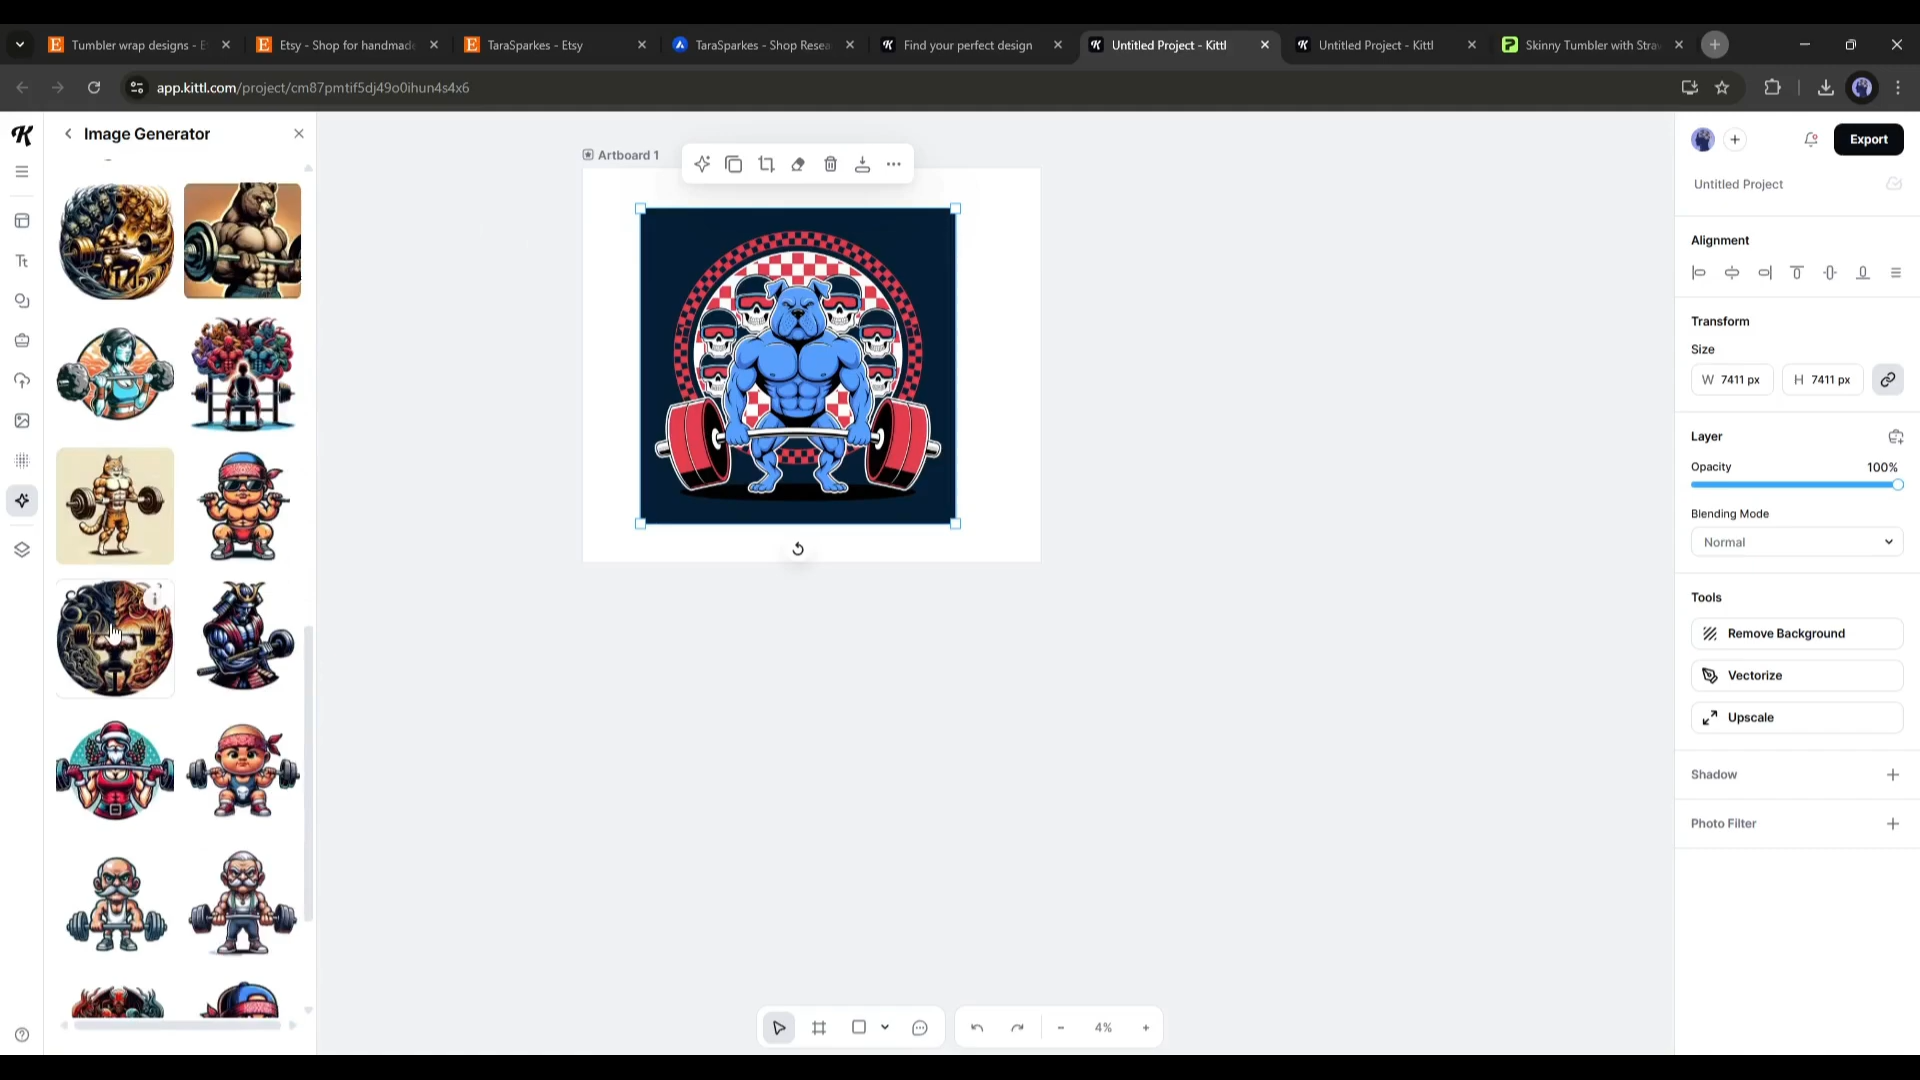 Tumbler wrap designs - E
Etsy - Shop for handmade
TaraSparkes - Etsy
TaraSparkes - Shop Resea
Find your perfect design
Untitled Project - Kittl
Untitled Project - Kittl
Skinny Tumbler with Stra
app.kittl.com/project/cm87pmtif5dj49o0ihun4s4x6
Image Generator
Artboard 1
Export
Untitled Project
Alignment
Transform
Size
W 7411 px
H 7411 px
Layer
Opacity
100%
Blending Mode
Normal
Tools
Remove Background
Vectorize
Upscale
Shadow
Photo Filter
4%